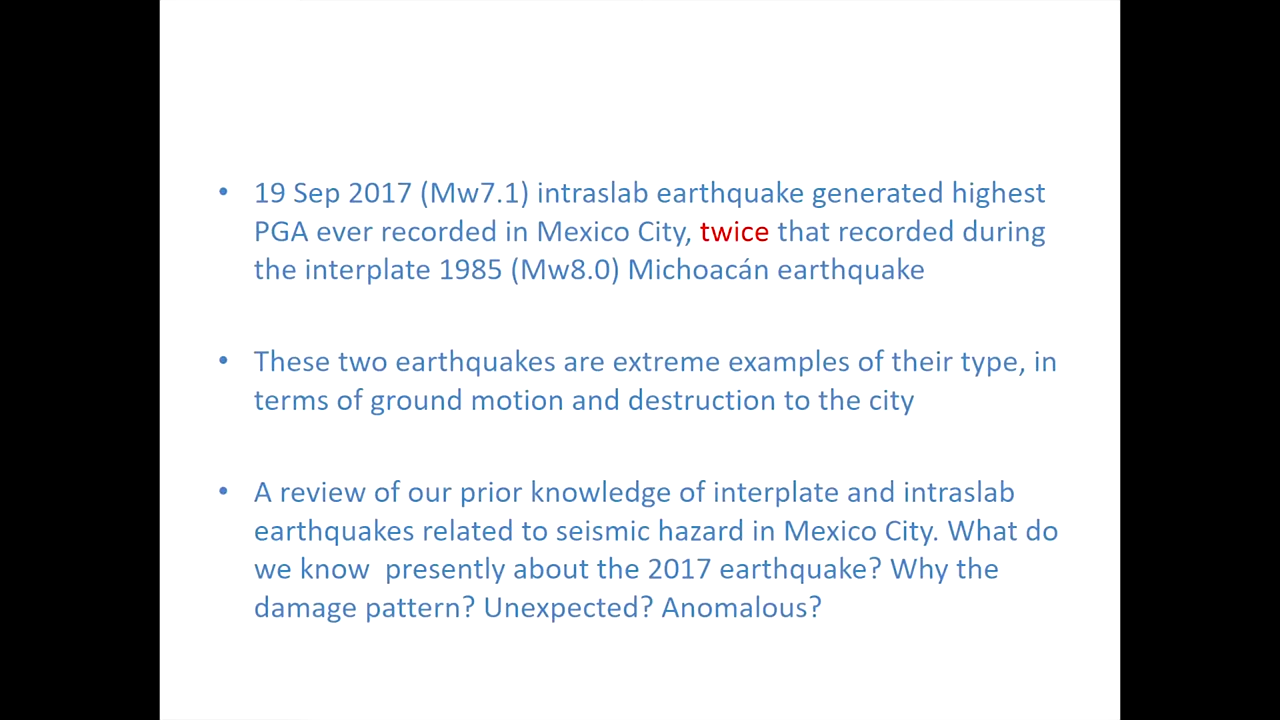 • 19 Sep 2017 (Mw7.1) intraslab earthquake generated highest
PGA ever recorded in Mexico City, twice that recorded during
the interplate 1985 (Mw8.0) Michoacán earthquake
• These two earthquakes are extreme examples of their type, in
terms of ground motion and destruction to the city
• A review of our prior knowledge of interplate and intraslab
earthquakes related to seismic hazard in Mexico City. What do
we know  presently about the 2017 earthquake? Why the
damage pattern? Unexpected? Anomalous?